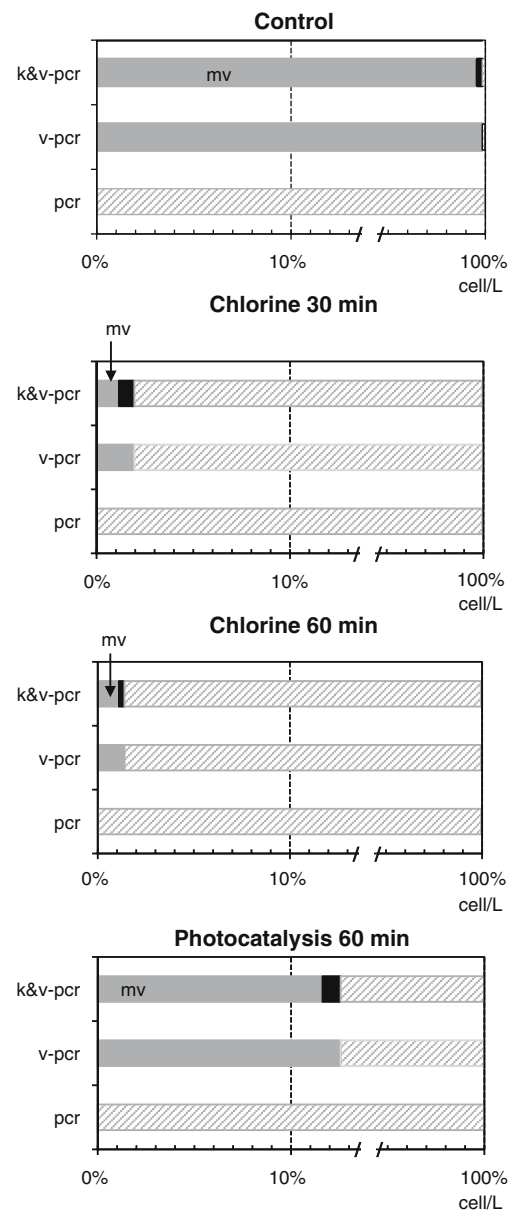 Control
k&v-pcr
mv
v-pcr
pcr
0% 10% 100%
cell/L
Chlorine 30 min
mv
k&v-pcr
v-pcr
pcr
0% 10% 100%
cell/L
Chlorine 60 min
mv
k&v-pcr
v-pcr
pcr
0% 10% 100%
cell/L
Photocatalysis 60 min
k&v-pcr
mv
v-pcr
pcr
0% 10% 100%
cell/L